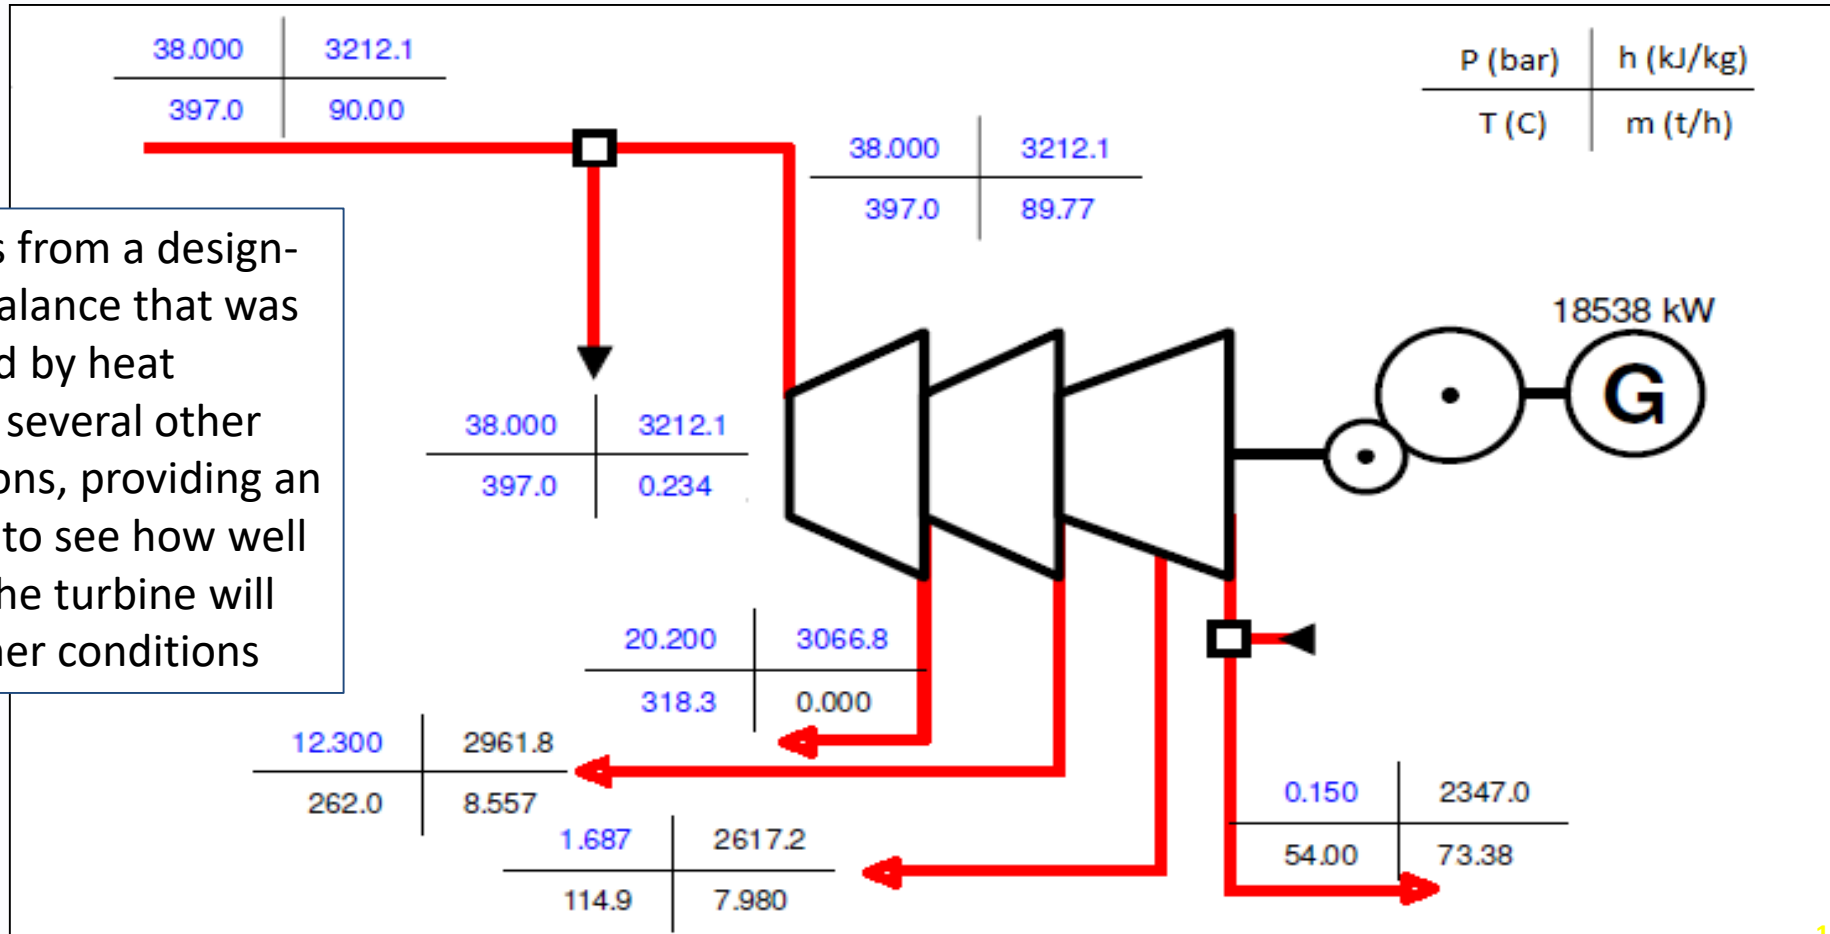 38.000 3212.1
397.0 90.00
P (bar) h (kJ/kg)
T (C) m (t/h)
38.000 3212.1
397.0 89.77
s from a design-
alance that was
d by heat
several other
ons, providing an
to see how well
he turbine will
her conditions
18538 kW
G
38.000 3212.1
397.0 0.234
20.200 3066.8
318.3 0.000
12.300 2961.8
262.0 8.557
1.687 2617.2
114.9 7.980
0.150 2347.0
54.00 73.38